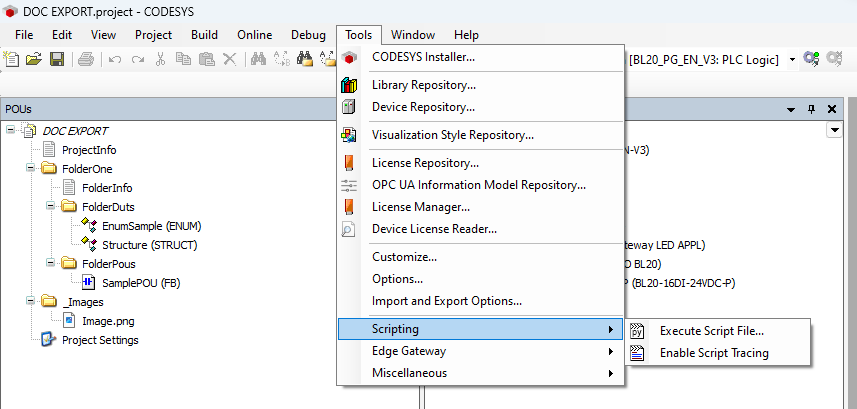 DOC EXPORT.project - CODESYS
File Edit View Project Build Online Debug Tools Window Help
CODESYS Installer...
[BL20_PG_EN_V3: PLC Logic]
Library Repository...
Device Repository...
Visualization Style Repository...
License Repository...
OPC UA Information Model Repository...
License Manager...
Device License Reader...
Customize...
Options...
Import and Export Options...
Scripting
Edge Gateway
Miscellaneous
Execute Script File...
Enable Script Tracing
POUs
DOC EXPORT
ProjectInfo
FolderOne
FolderInfo
FolderDuts
EnumSample (ENUM)
Structure (STRUCT)
FolderPous
SamplePOU (FB)
_Images
Image.png
Project Settings
N-V3)
teway LED APPL)
O BL20)
P (BL20-16DI-24VDC-P)